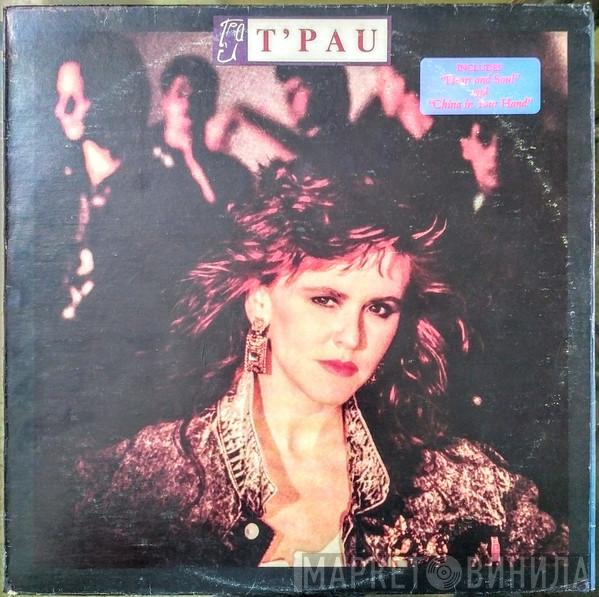 T'PAU
INCLUDES
"Heart and Soul"
and
"China in Your Hand"
МАРКЕТ ВИНИЛА